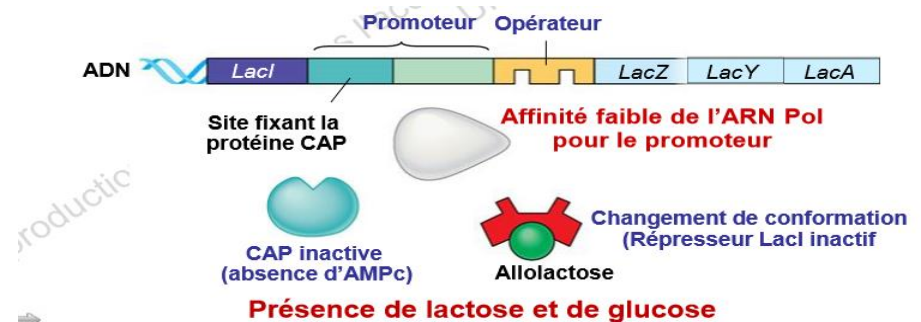 Promoteur Opérateur
ADN LacI LacZ LacY LacA
Site fixant la
protéine CAP
Affinité faible de l'ARN Pol
pour le promoteur
CAP inactive
(absence d'AMPc)
Changement de conformation
(Répresseur LacI inactif
Allolactose
Présence de lactose et de glucose